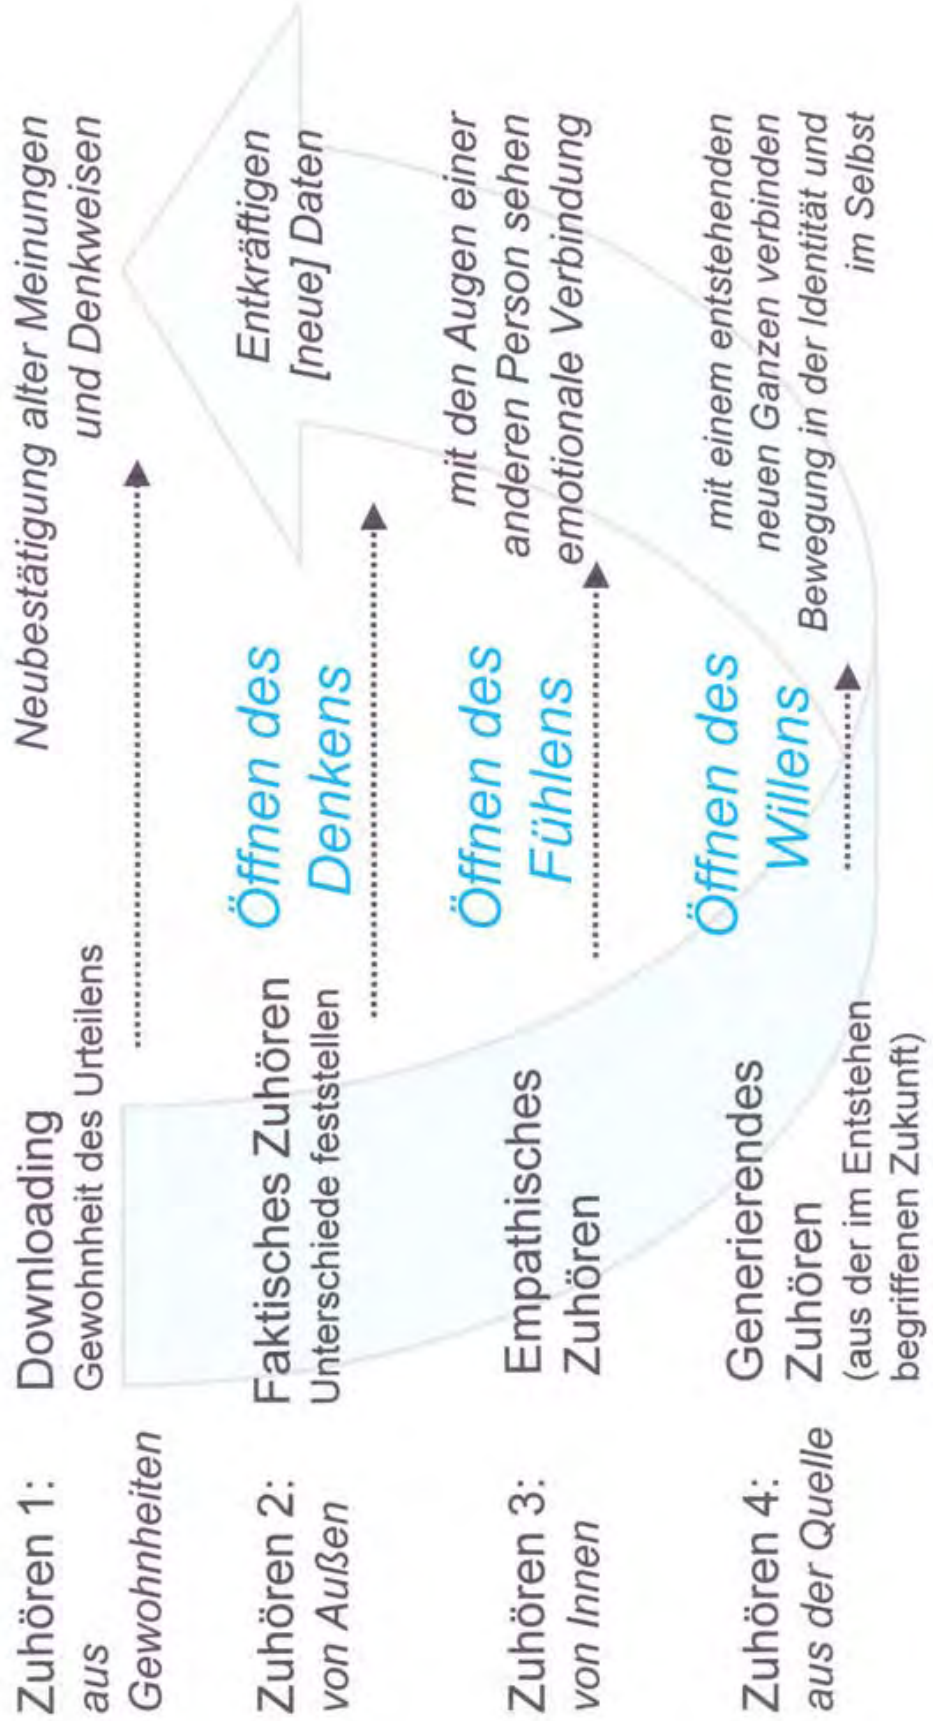 Zuhören 1:
aus
Gewohnheiten
Downloading
Gewohnheit des Urteilens
Neubestätigung alter Meinungen
und Denkweisen
Zuhören 2:
von Außen
Faktisches Zuhören
Unterschiede feststellen
Öffnen des
Denkens
Entkräftigen
[neue] Daten
Zuhören 3:
von Innen
Empathisches
Zuhören
Öffnen des
Fühlens
mit den Augen einer
anderen Person sehen
emotionale Verbindung
Zuhören 4:
aus der Quelle
Generierendes
Zuhören
(aus der im Entstehen
begriffenen Zukunft)
Öffnen des
Willens
mit einem entstehenden
neuen Ganzen verbinden
Bewegung in der Identität und
im Selbst